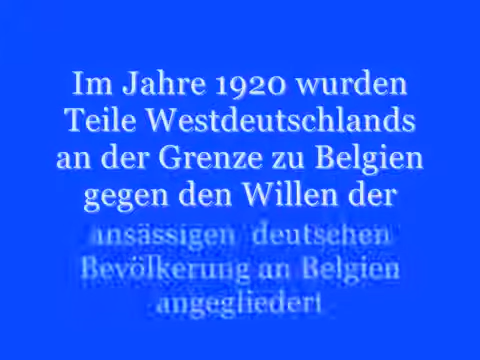 Im Jahre 1920 wurden
Teile Westdeutschlands
an der Grenze zu Belgien
gegen den Willen der
ansässigen deutschen
Bevölkerung an Belgien
angegliedert